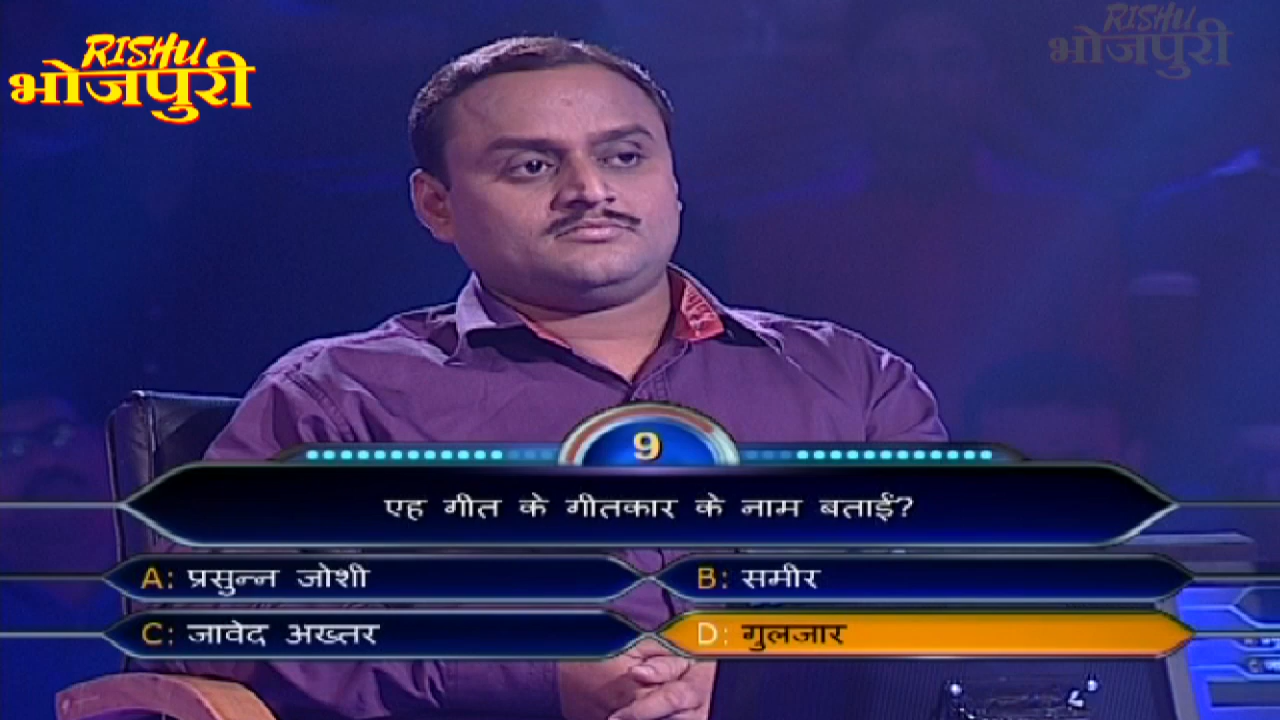 RISHU
भोजपुरी
RISHU
भोजपुरी
9
एह गीत के गीतकार के नाम बताईं?
A: प्रसुन्न जोशी
B: समीर
C: जावेद अख्तर
D: गुलजार